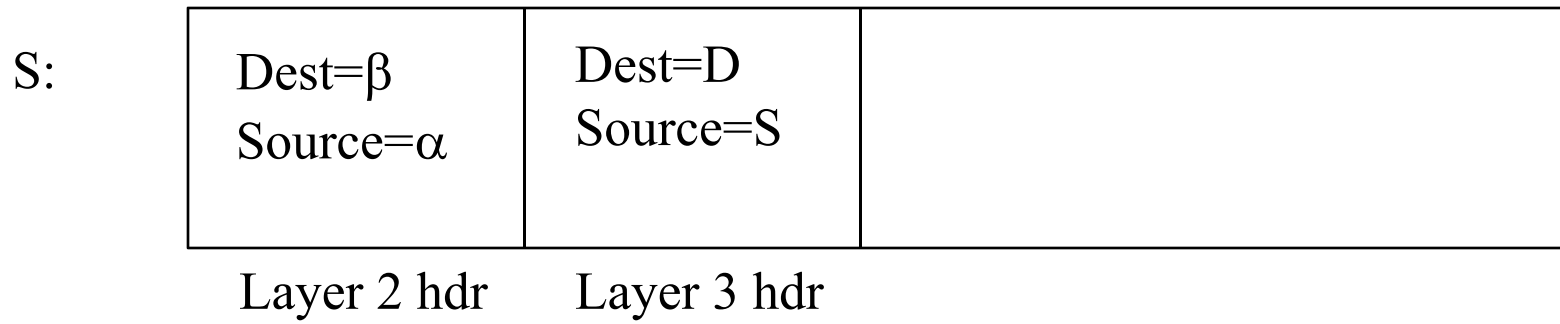 S:
Dest=β
Source=α
Dest=D
Source=S
Layer 2 hdr
Layer 3 hdr